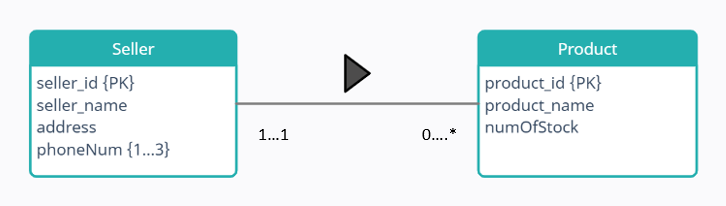 Seller
seller_id {PK}
seller_name
address
phoneNum {1...3}
1...1
0....*
Product
product_id {PK}
product_name
numOfStock